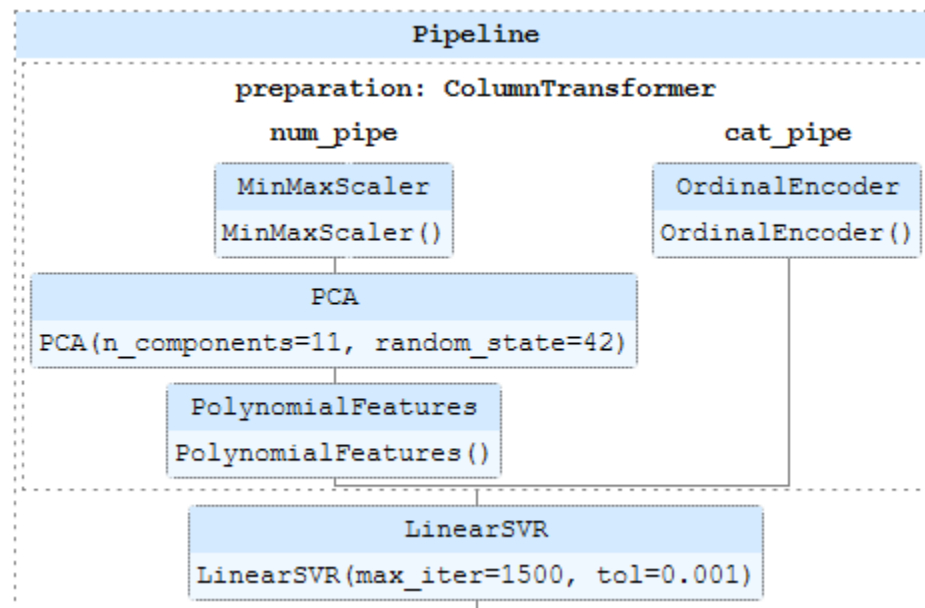 Pipeline
preparation: ColumnTransformer
num_pipe
cat_pipe
MinMaxScaler
OrdinalEncoder
MinMaxScaler()
OrdinalEncoder()
PCA
PCA(n_components=11, random_state=42)
PolynomialFeatures
PolynomialFeatures()
LinearSVR
LinearSVR(max_iter=1500, tol=0.001)